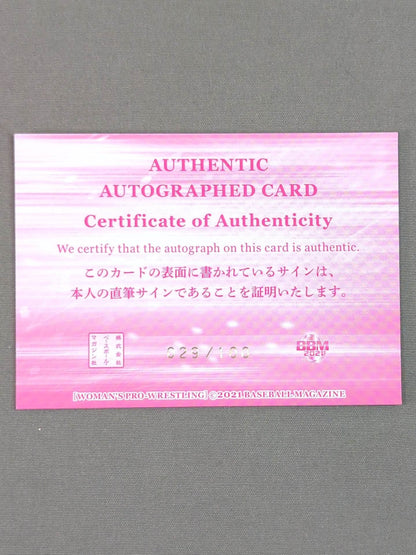 AUTHENTIC
AUTOGRAPHED CARD
Certificate of Authenticity
We certify that the autograph on this card is authentic.
このカードの表面に書かれているサインは、
本人の直筆サインであることを証明いたします。
株式会社
ベースボール
マガジン社
029/100
BBM
2021
[WOMAN'S PRO-WRESTLING]©2021 BASEBALL MAGAZINE